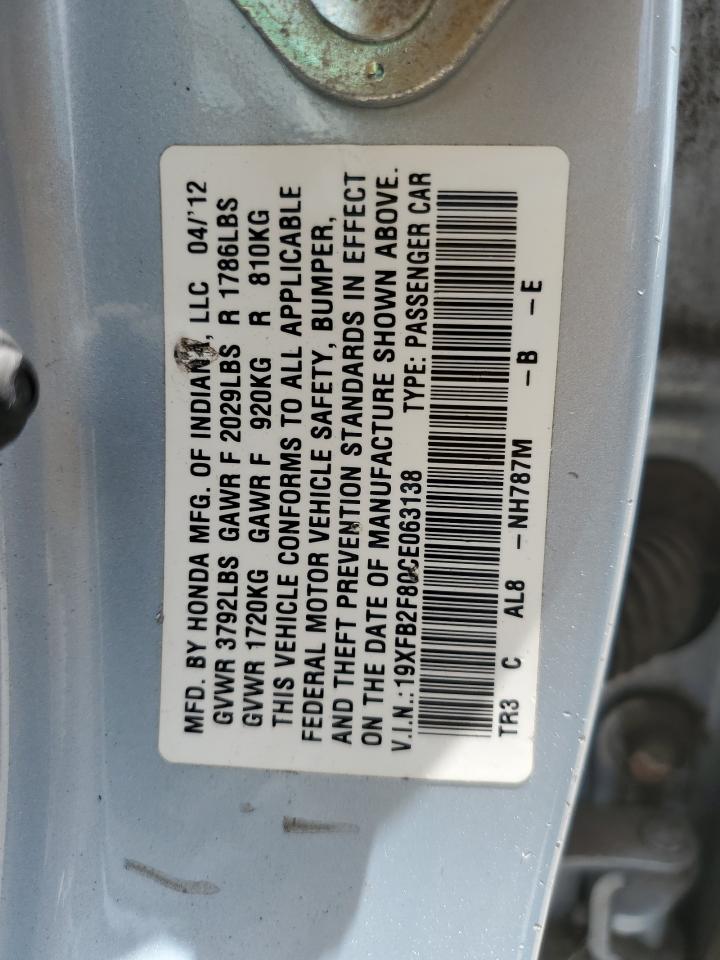 MFD. BY HONDA MFG. OF INDIANA, LLC 04/'12
GVWR 3792LBS GAWR F 2029LBS R 1786LBS
GVWR 1720KG GAWR F 920KG R 810KG
THIS VEHICLE CONFORMS TO ALL APPLICABLE
FEDERAL MOTOR VEHICLE SAFETY, BUMPER,
AND THEFT PREVENTION STANDARDS IN EFFECT
ON THE DATE OF MANUFACTURE SHOWN ABOVE.
V.I.N.:19XFB2F80CE063138 TYPE: PASSENGER CAR
TR3 C AL8 -NH787M -B -E